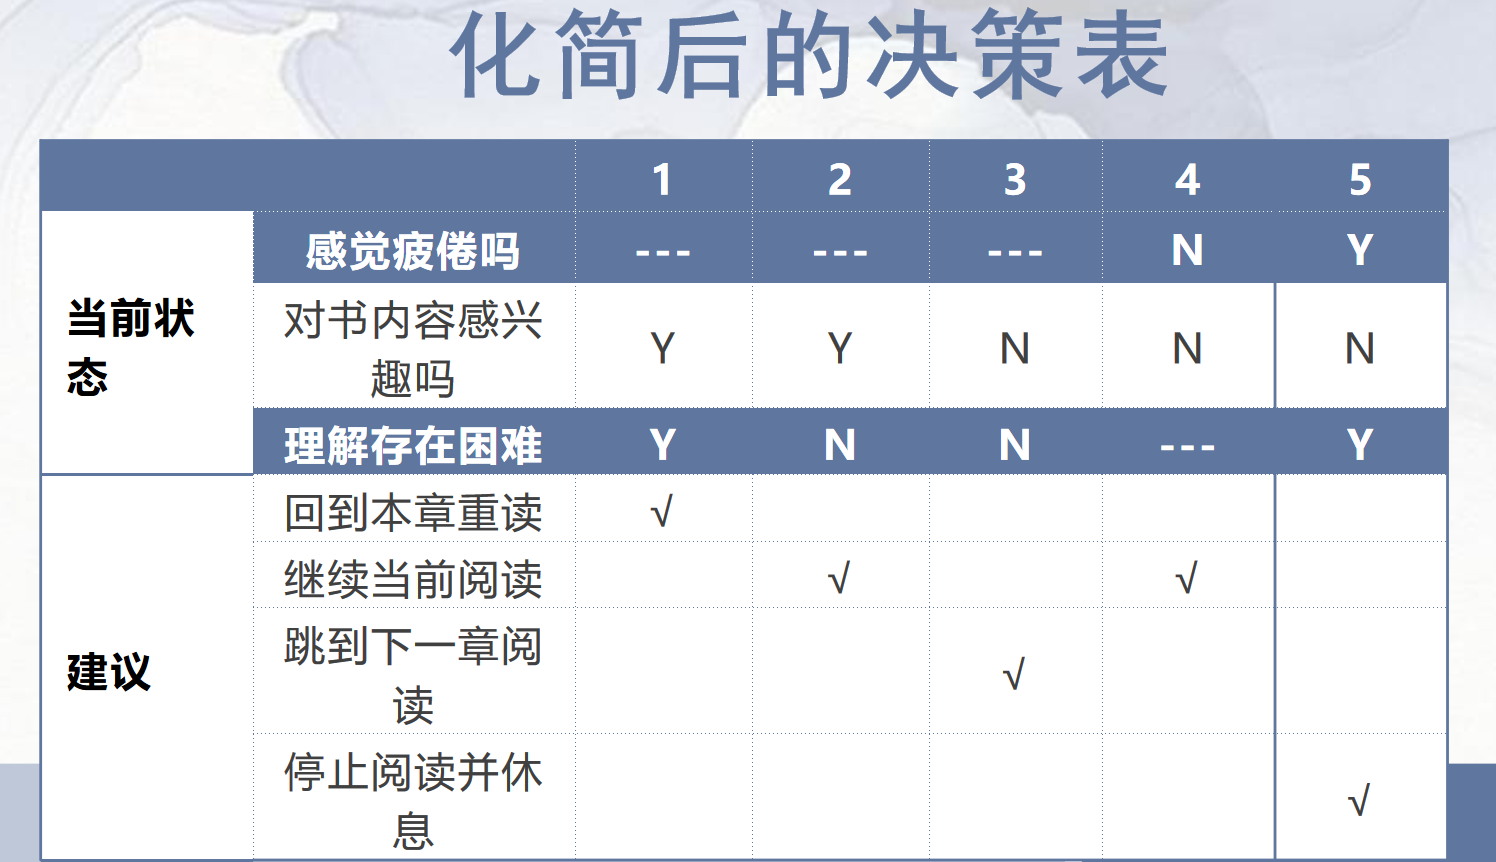 化简后的决策表
1 2 3 4 5
当前状
态
感觉疲倦吗 --- --- --- N Y
对书内容感兴
趣吗
Y Y N N N
理解存在困难 Y N N --- Y
建议
回到本章重读 √
继续当前阅读 √ √
跳到下一章阅
读
√
停止阅读并休
息
√